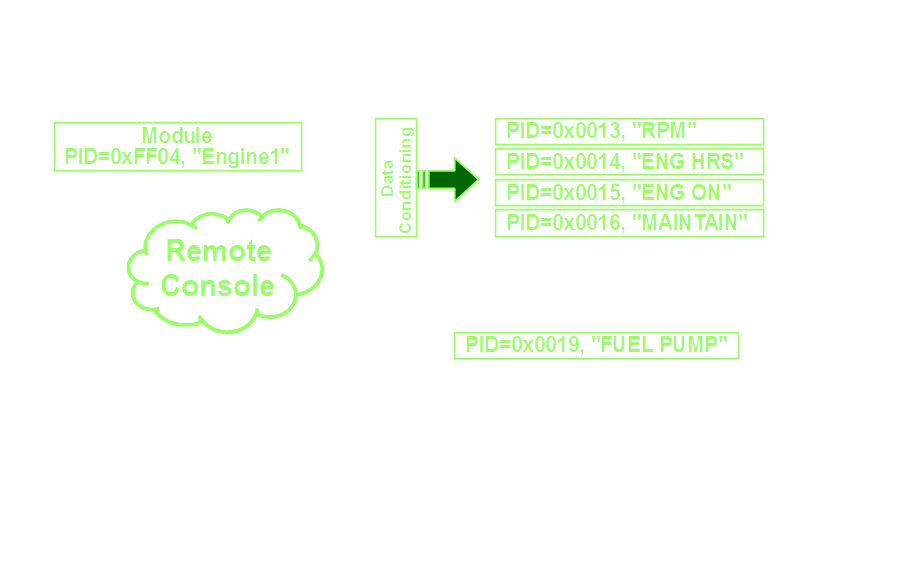 Module
PID=0xFF04, "Engine1"
Data
Conditioning
PID=0x0013, "RPM"
PID=0x0014, "ENG HRS"
PID=0x0015, "ENG ON"
PID=0x0016, "MAINTAIN"
Remote
Console
PID=0x0019, "FUEL PUMP"